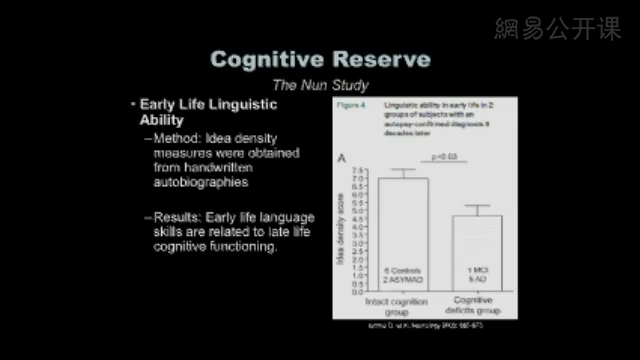 網易公开课
Cognitive Reserve
The Nun Study
• Early Life Linguistic
Ability
–Method: Idea density
measures were obtained
from handwritten
autobiographies
–Results: Early life language
skills are related to late life
cognitive functioning.
Figure 4
Linguistic ability in early life in 2
groups of subjects with an
autopsy-confirmed diagnosis
decades later
A
p<0.03
Idea density score
7.5
7.0
6.5
6.0
5.5
5.0
4.5
4.0
3.5
3.0
2.5
2.0
1.5
1.0
0.5
0.0
6 Controls
2 ASYMAD
1 MCI
5 AD
Intact cognition
group
Cognitive
deficits group
Neurology